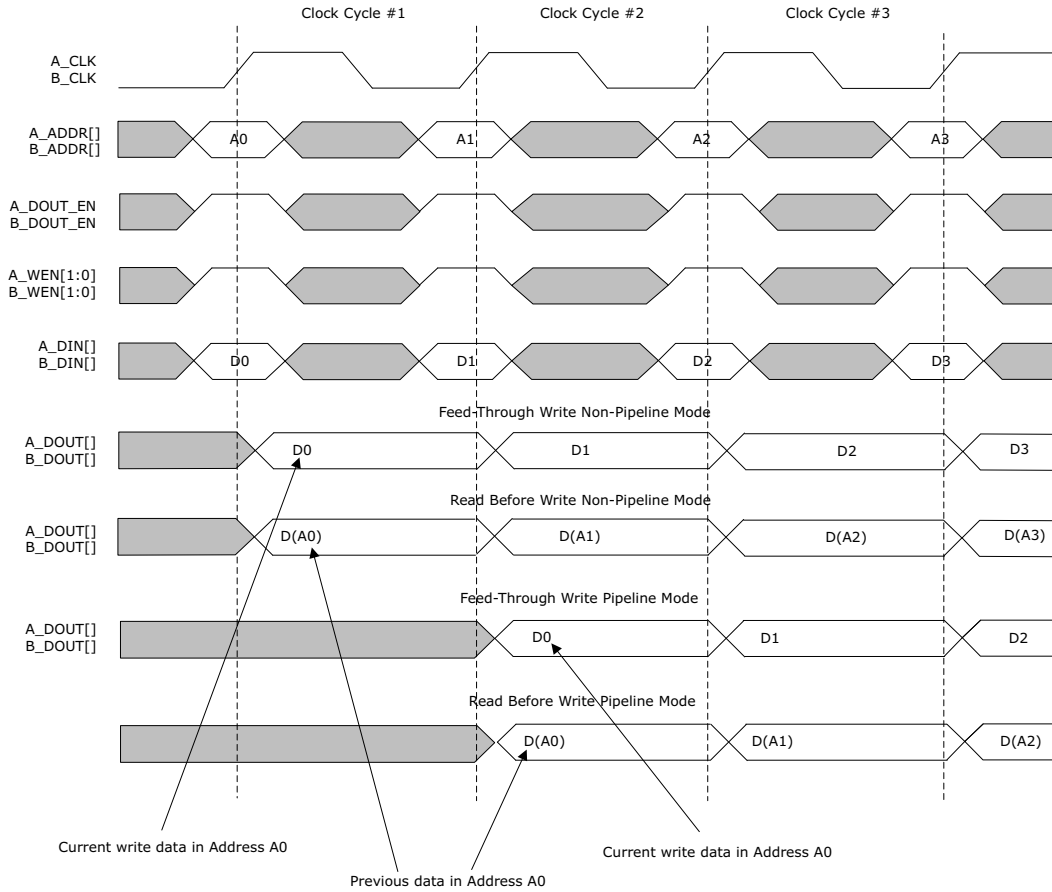 Clock Cycle #1 Clock Cycle #2 Clock Cycle #3
A_CLK
B_CLK
A_ADDR[]
B_ADDR[]
A0 A1 A2 A3
A_DOUT_EN
B_DOUT_EN
A_WEN[1:0]
B_WEN[1:0]
A_DIN[]
B_DIN[]
D0 D1 D2 D3
Feed-Through Write Non-Pipeline Mode
A_DOUT[]
B_DOUT[]
D0 D1 D2 D3
Read Before Write Non-Pipeline Mode
A_DOUT[]
B_DOUT[]
D(A0) D(A1) D(A2) D(A3)
Feed-Through Write Pipeline Mode
A_DOUT[]
B_DOUT[]
D0 D1 D2
Read Before Write Pipeline Mode
D(A0) D(A1) D(A2)
Current write data in Address A0
Current write data in Address A0
Previous data in Address A0